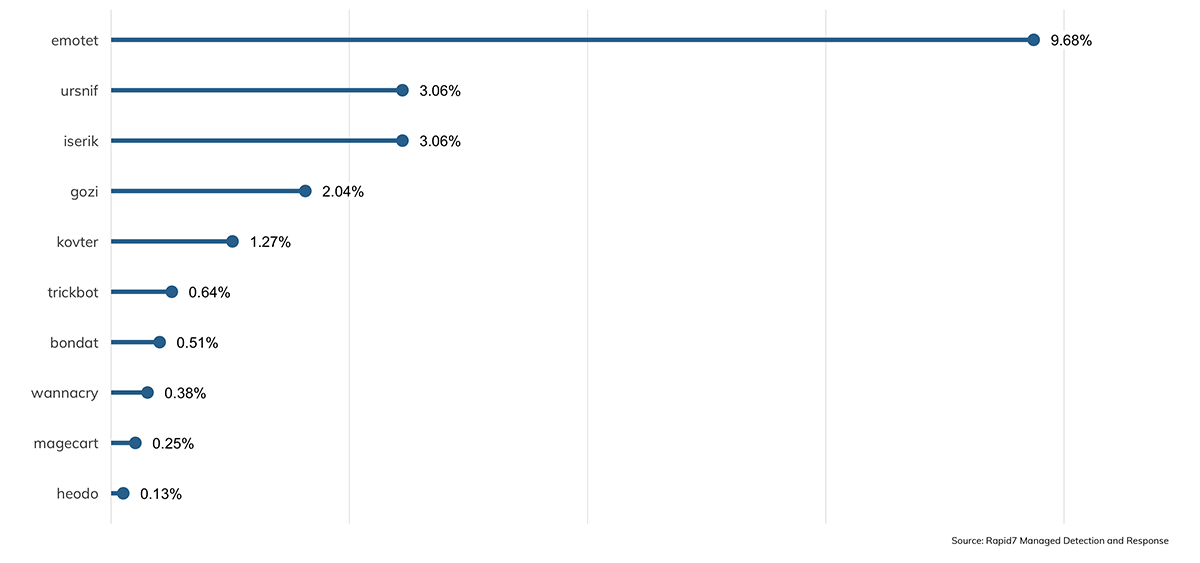 emotet 9.68%
ursnif 3.06%
iserik 3.06%
gozi 2.04%
kovter 1.27%
trickbot 0.64%
bondat 0.51%
wannacry 0.38%
magecart 0.25%
heodo 0.13%
Source: Rapid7 Managed Detection and Response